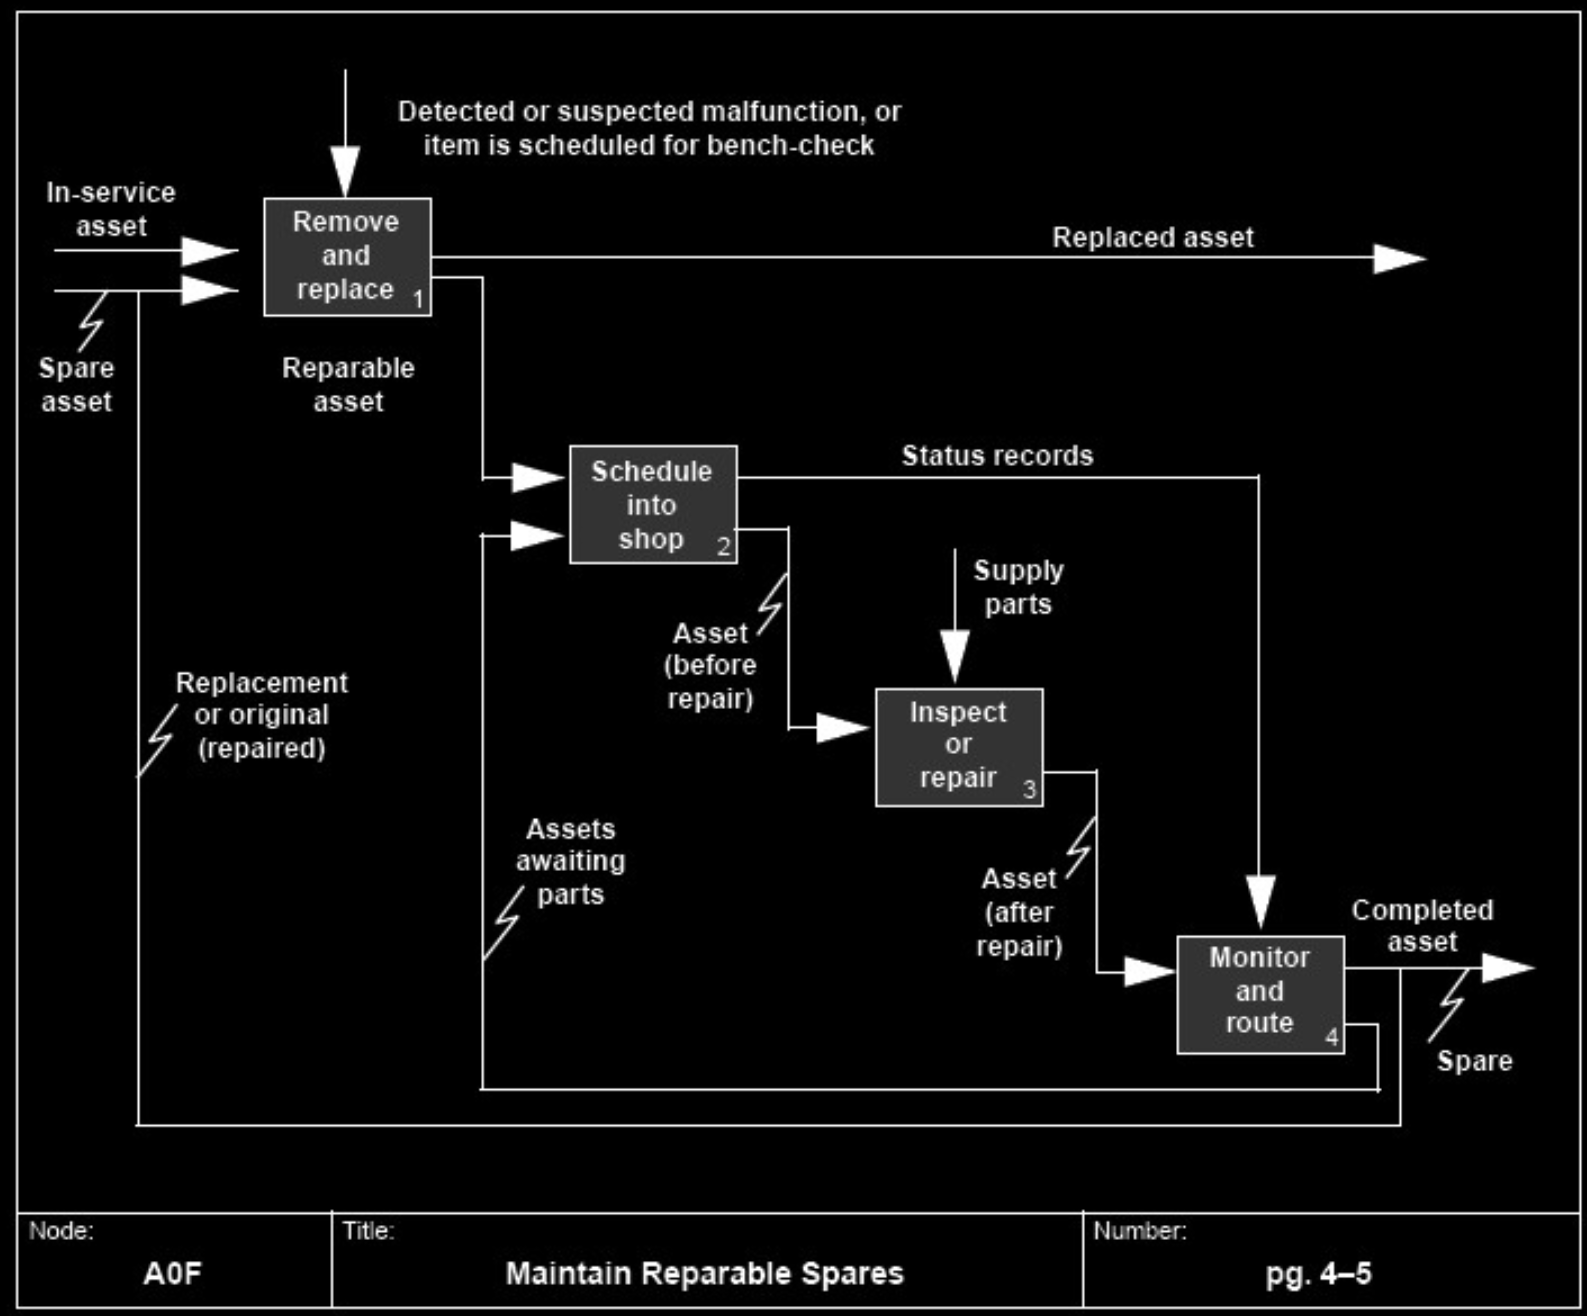 Detected or suspected malfunction, or
item is scheduled for bench-check
In-service
asset
Remove
and
replace
1
Replaced asset
Spare
asset
Reparable
asset
Schedule
into
shop
2
Status records
Supply
parts
Asset
(before
repair)
Replacement
or original
(repaired)
Inspect
or
repair
3
Assets
awaiting
parts
Asset
(after
repair)
Completed
asset
Monitor
and
route
4
Spare
Node:
A0F
Title:
Maintain Reparable Spares
Number:
pg. 4–5